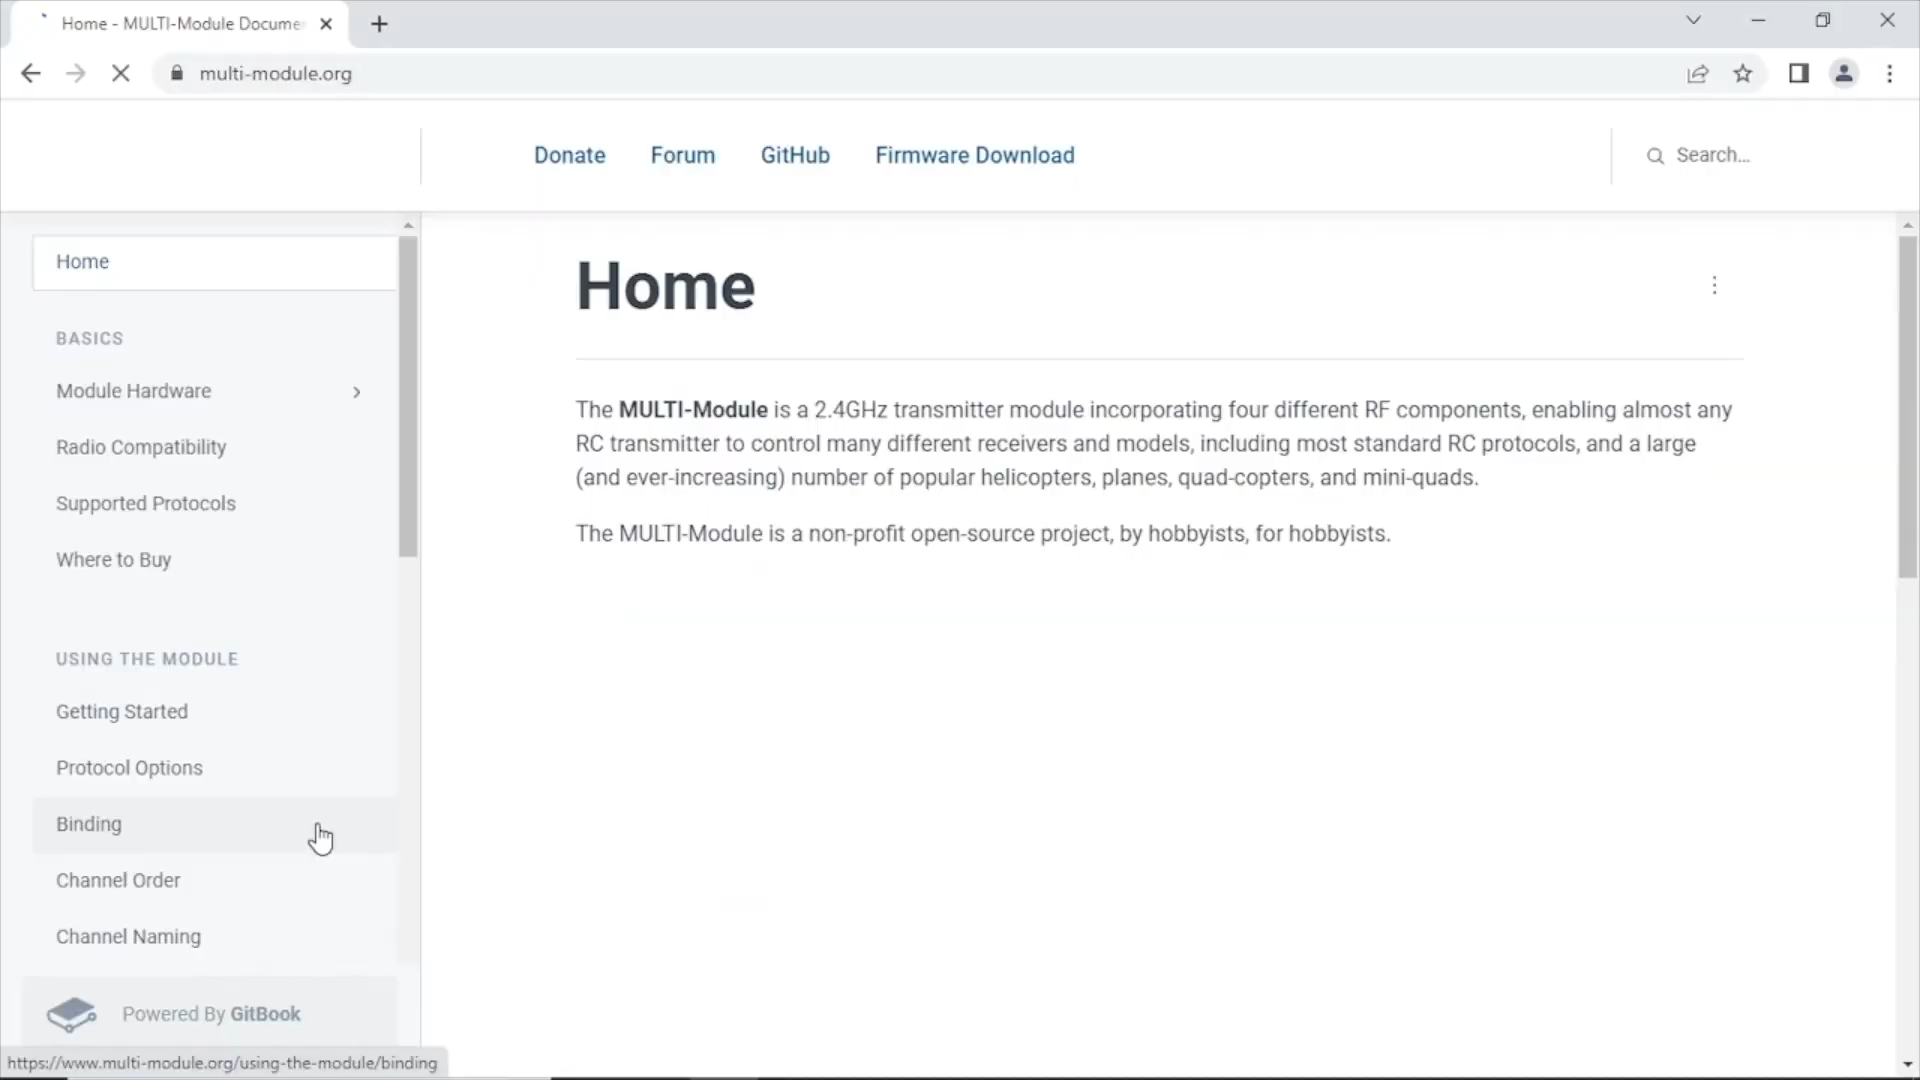 Home - MULTI-Module Docume
multi-module.org
Donate
Forum
GitHub
Firmware Download
Search...
Home
BASICS
Module Hardware
Radio Compatibility
Supported Protocols
Where to Buy
USING THE MODULE
Getting Started
Protocol Options
Binding
Channel Order
Channel Naming
Powered By GitBook
https://www.multi-module.org/using-the-module/binding
Home
The MULTI-Module is a 2.4GHz transmitter module incorporating four different RF components, enabling almost any
RC transmitter to control many different receivers and models, including most standard RC protocols, and a large
(and ever-increasing) number of popular helicopters, planes, quad-copters, and mini-quads.
The MULTI-Module is a non-profit open-source project, by hobbyists, for hobbyists.